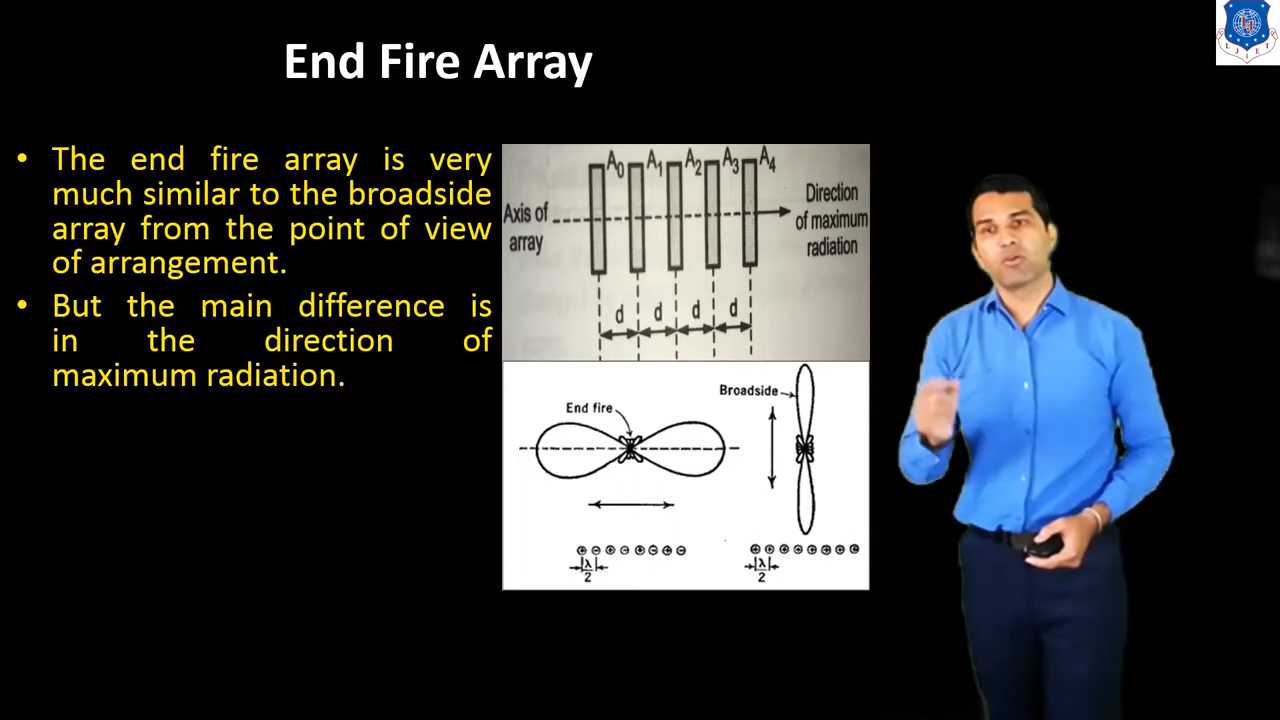 End Fire Array
• The end fire array is very
much similar to the broadside
array from the point of view
of arrangement.
• But the main difference is
in the direction of
maximum radiation.
A0 A1 A2 A3 A4
Axis of
array
Direction
of maximum
radiation
d d d d
End fire
Broadside
λ
2
λ
2
LJIET